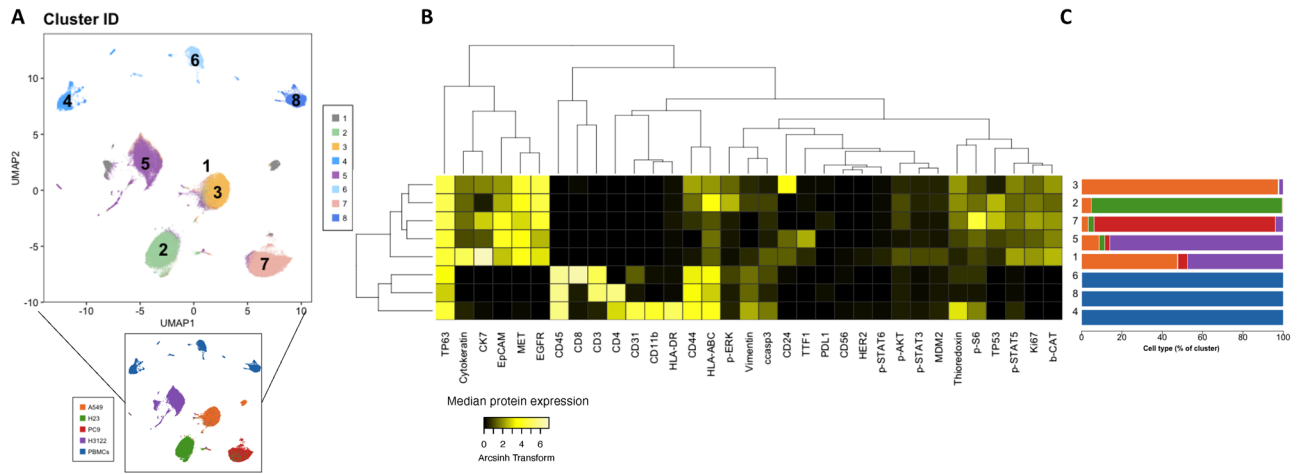 A
Cluster ID
B
C
10
5
0
-5
-10
UMAP2
-10
-5
0
5
10
UMAP1
6
4
8
5
1
3
2
7
1
2
3
4
5
6
7
8
A549
H23
PC9
H3122
PBMCs
TP63
Cytokeratin
CK7
EpCAM
MET
EGFR
CD45
CD8
CD3
CD4
CD31
CD11b
HLA-DR
CD44
HLA-ABC
p-ERK
Vimentin
ccasp3
CD24
TTF1
PDL1
CD56
HER2
p-STAT6
p-AKT
p-STAT3
MDM2
Thioredoxin
p-S6
TP53
p-STAT5
Ki67
b-CAT
Median protein expression
0 2 4 6
Arcsinh Transform
3
2
7
5
1
6
8
4
0 20 40 60 80 100
Cell type (% of cluster)